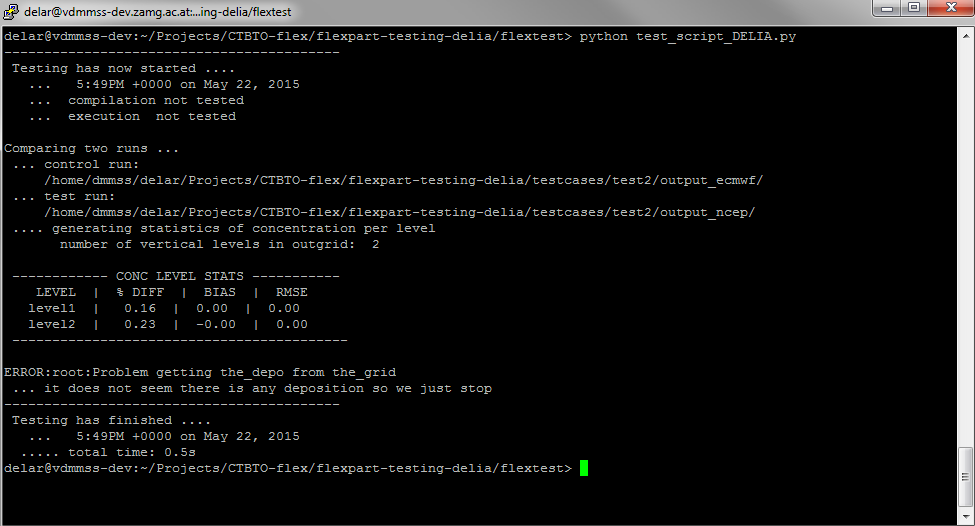 delar@vdmmss-dev.zamg.ac.at:...ing-delia/flextest
delar@vdmmss-dev:~/Projects/CTBTO-flex/flexpart-testing-delia/flextest> python test_script_DELIA.py
------------------------------------------
 Testing has now started ....
   ...   5:49PM +0000 on May 22, 2015
   ...  compilation not tested
   ...  execution  not tested
Comparing two runs ...
 ... control run:
     /home/dmmss/delar/Projects/CTBTO-flex/flexpart-testing-delia/testcases/test2/output_ecmwf/
 ... test run:
     /home/dmmss/delar/Projects/CTBTO-flex/flexpart-testing-delia/testcases/test2/output_ncep/
 .... generating statistics of concentration per level
       number of vertical levels in outgrid:  2
 ------------ CONC LEVEL STATS -----------
    LEVEL  |  % DIFF  |  BIAS  |  RMSE
   level1  |   0.16  |  0.00  |  0.00
   level2  |   0.23  |  -0.00  |  0.00
 ------------------------------------------
ERROR:root:Problem getting the_depo from the_grid
 ... it does not seem there is any deposition so we just stop
------------------------------------------
 Testing has finished ....
   ...   5:49PM +0000 on May 22, 2015
  ..... total time: 0.5s
delar@vdmmss-dev:~/Projects/CTBTO-flex/flexpart-testing-delia/flextest>